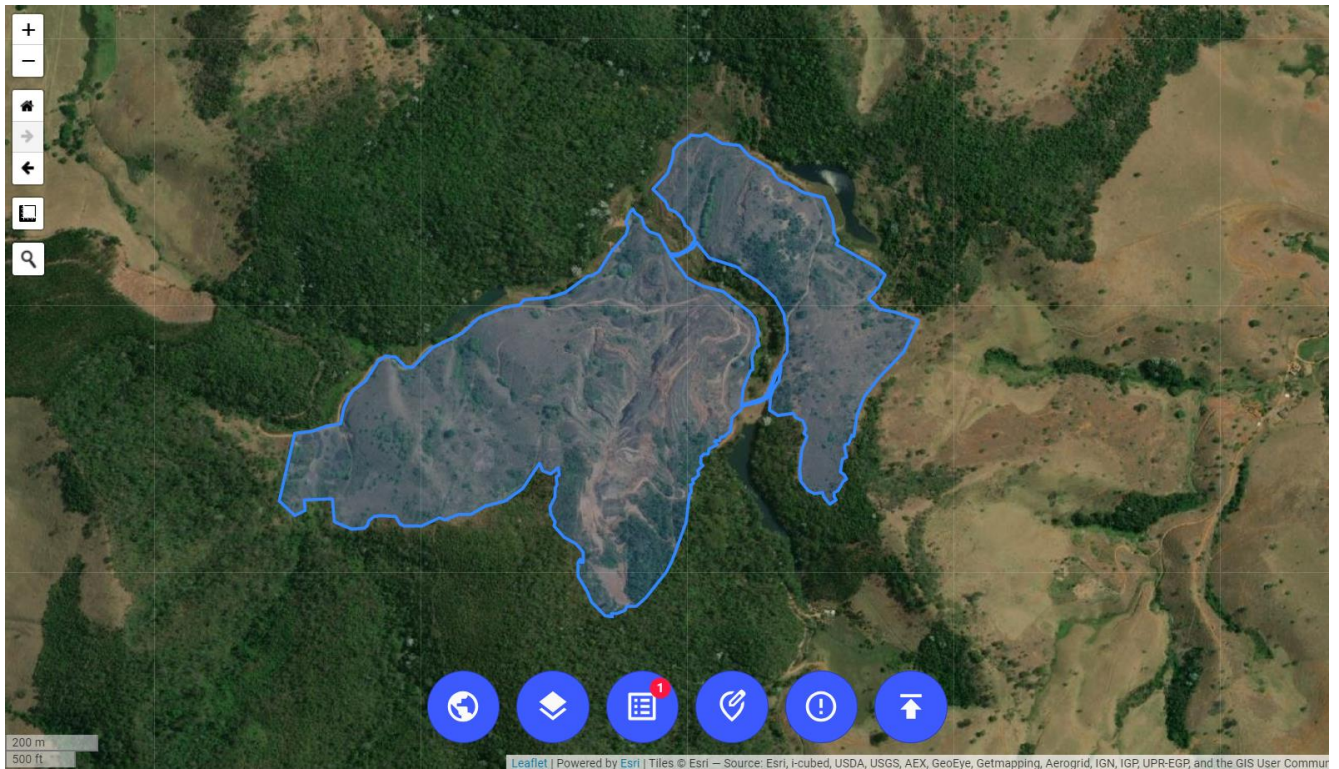 +
−
1
200 m
500 ft
Leaflet | Powered by Esri | Tiles © Esri — Source: Esri, i-cubed, USDA, USGS, AEX, GeoEye, Getmapping, Aerogrid, IGN, IGP, UPR-EGP, and the GIS User Commun